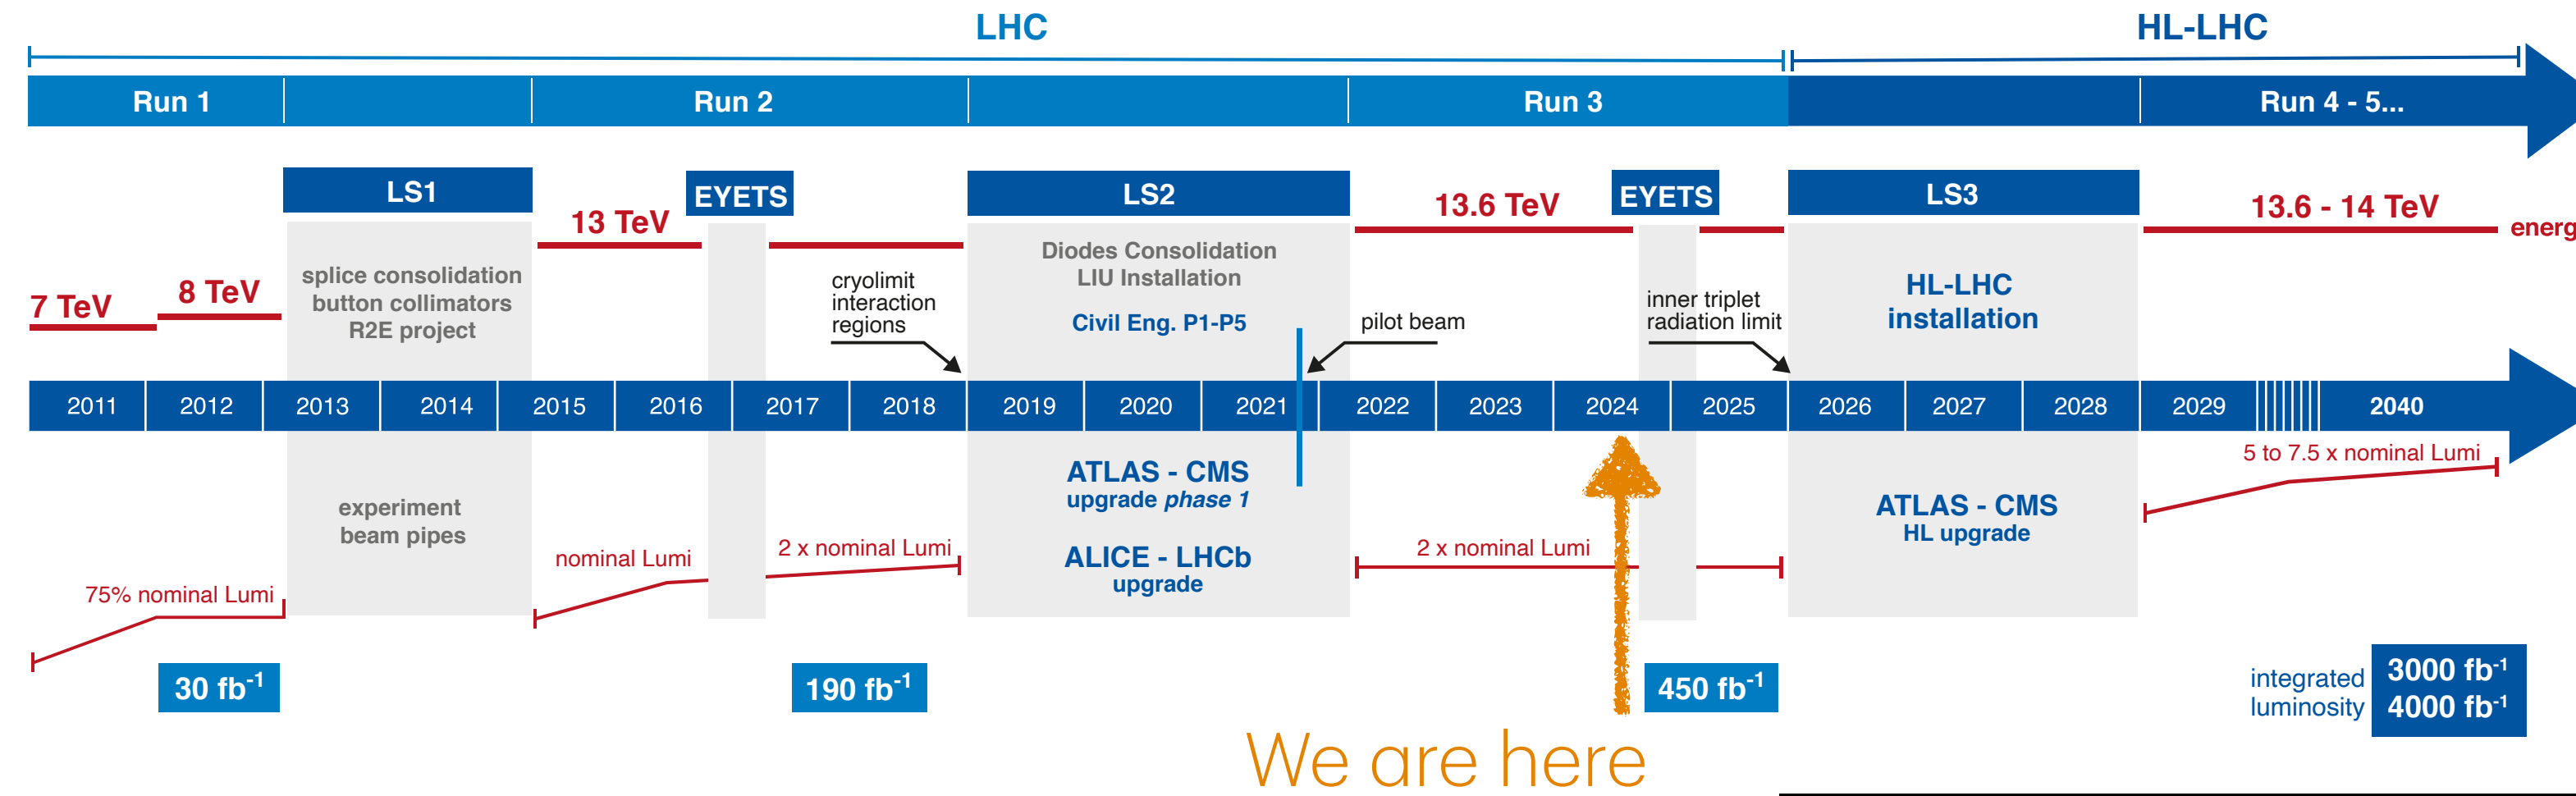 LHC
HL-LHC
Run 1
Run 2
Run 3
Run 4 - 5...
LS1
EYETS
LS2
EYETS
LS3
13 TeV
13.6 TeV
13.6 - 14 TeV
energ
7 TeV
8 TeV
splice consolidation
button collimators
R2E project
cryolimit
interaction
regions
Diodes Consolidation
LIU Installation
Civil Eng. P1-P5
pilot beam
inner triplet
radiation limit
HL-LHC
installation
2011
2012
2013
2014
2015
2016
2017
2018
2019
2020
2021
2022
2023
2024
2025
2026
2027
2028
2029
2040
experiment
beam pipes
ATLAS - CMS
upgrade phase 1
ALICE - LHCb
upgrade
ATLAS - CMS
HL upgrade
5 to 7.5 x nominal Lumi
75% nominal Lumi
nominal Lumi
2 x nominal Lumi
2 x nominal Lumi
30 fb⁻¹
190 fb⁻¹
450 fb⁻¹
integrated
luminosity
3000 fb⁻¹
4000 fb⁻¹
We are here